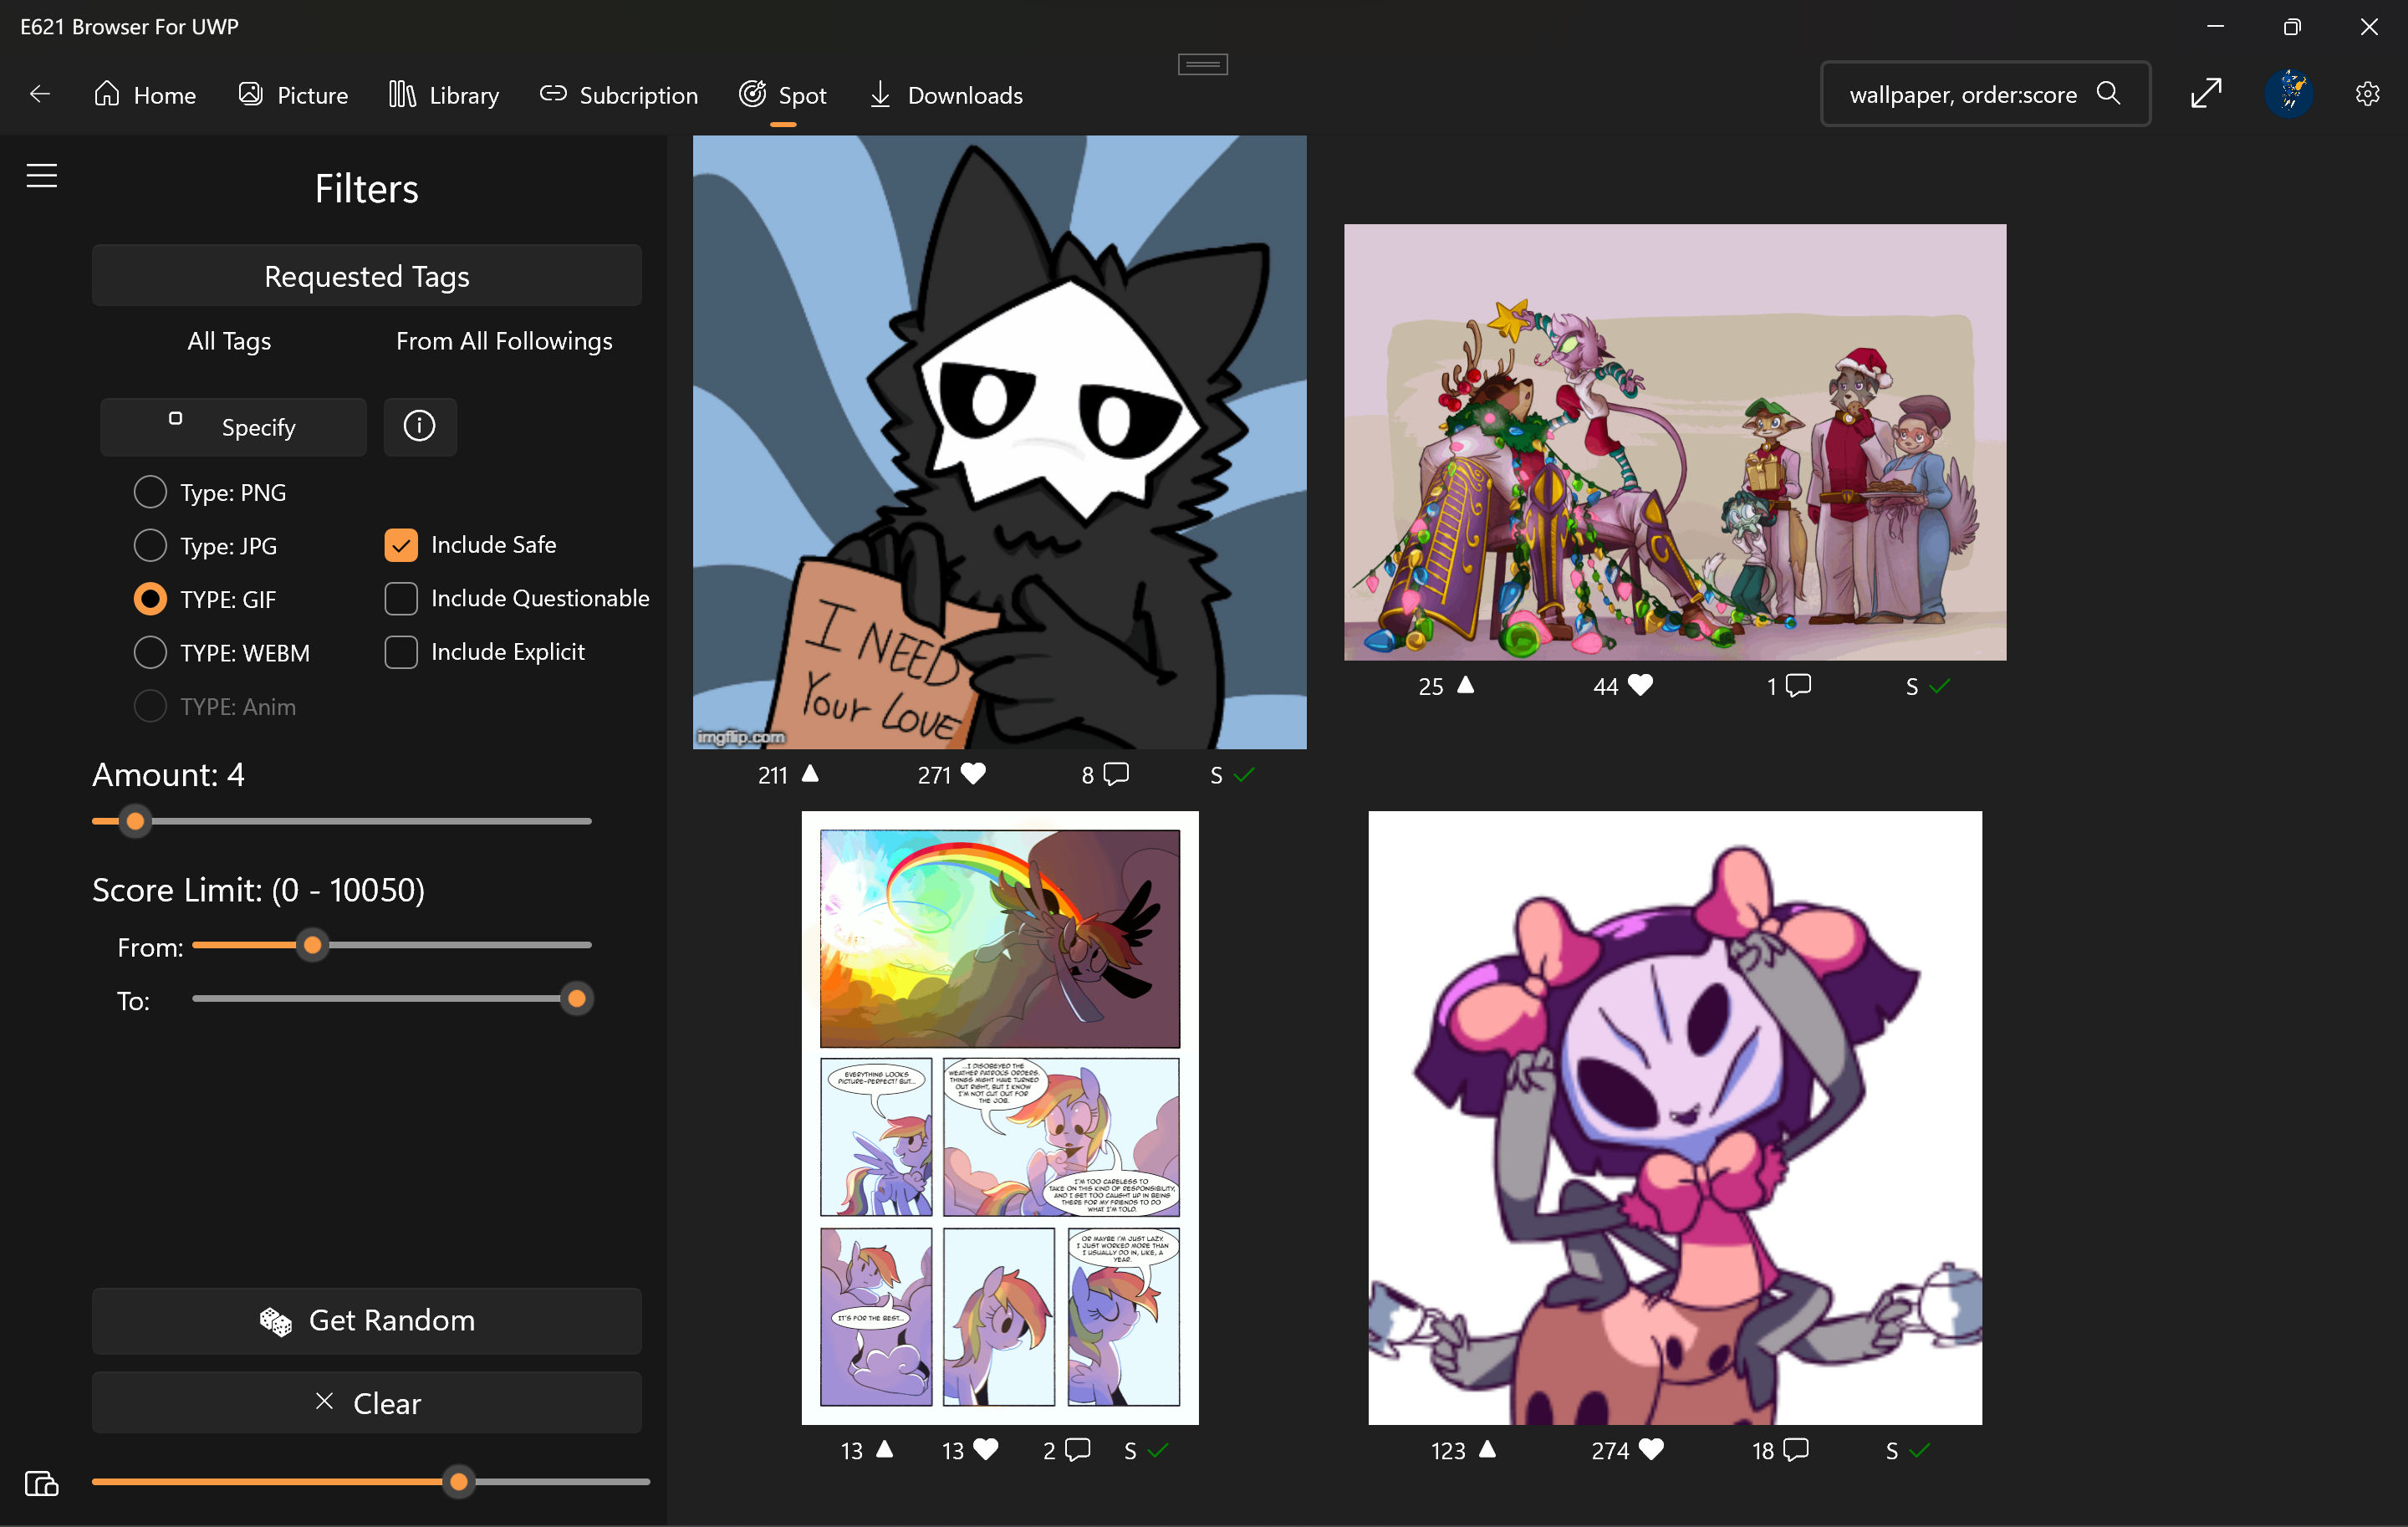 E621 Browser For UWP
Home
Picture
Library
Subcription
Spot
Downloads
wallpaper, order:score
Filters
Requested Tags
All Tags
From All Followings
Specify
Type: PNG
Type: JPG
Include Safe
TYPE: GIF
Include Questionable
TYPE: WEBM
Include Explicit
TYPE: Anim
Amount: 4
Score Limit: (0 - 10050)
From:
To:
Get Random
Clear
I NEED
Your LOVE
imgflip.com
211
271
8
S
25
44
1
S
EVERYTHING LOOKS
PICTURE-PERFECT! BUT...
...I DISOBEYED THE
WEATHER PATROL'S ORDERS.
THINGS MIGHT HAVE TURNED
OUT RIGHT, BUT I KNOW
I'M NOT CUT OUT FOR
THE JOB.
I'M TOO CARELESS TO
TAKE ON THIS KIND OF RESPONSIBILITY,
AND I GET TOO CAUGHT UP IN BEING
THERE FOR MY FRIENDS TO DO
WHAT I'M TOLD.
IT'S FOR THE BEST...
OR MAYBE I'M JUST LAZY.
I JUST WORKED MORE THAN
I USUALLY DO IN, LIKE, A
YEAR.
13
13
2
S
123
274
18
S